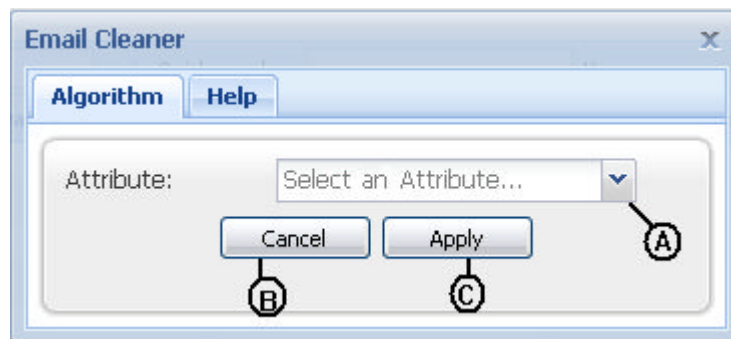 Email Cleaner
Algorithm Help
Attribute: Select an Attribute...
Cancel Apply
A
B C